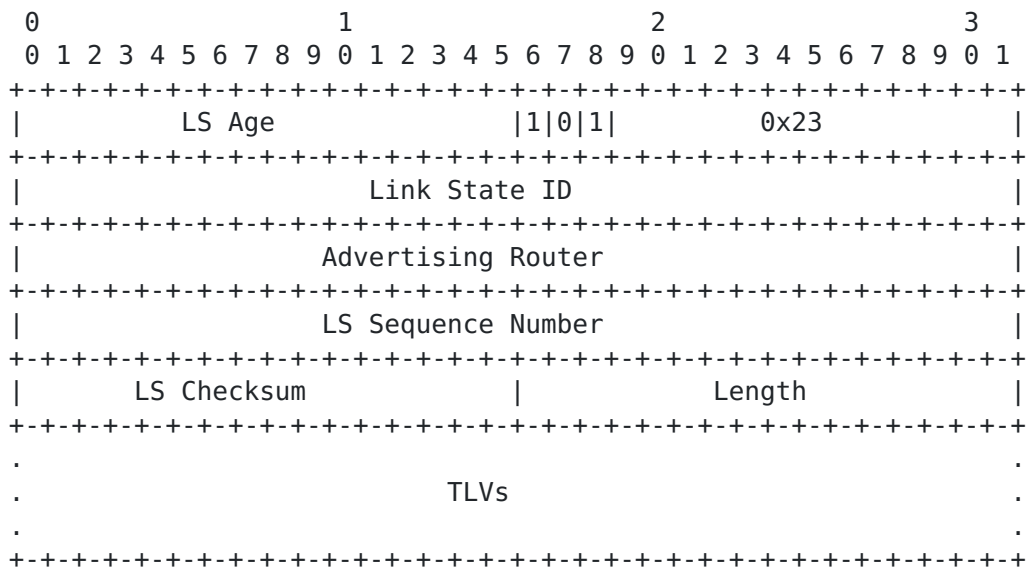 0                   1                   2                   3
 0 1 2 3 4 5 6 7 8 9 0 1 2 3 4 5 6 7 8 9 0 1 2 3 4 5 6 7 8 9 0 1
+-+-+-+-+-+-+-+-+-+-+-+-+-+-+-+-+-+-+-+-+-+-+-+-+-+-+-+-+-+-+-+-+
|          LS Age               |1|0|1|         0x23            |
+-+-+-+-+-+-+-+-+-+-+-+-+-+-+-+-+-+-+-+-+-+-+-+-+-+-+-+-+-+-+-+-+
|                      Link State ID                            |
+-+-+-+-+-+-+-+-+-+-+-+-+-+-+-+-+-+-+-+-+-+-+-+-+-+-+-+-+-+-+-+-+
|                   Advertising Router                          |
+-+-+-+-+-+-+-+-+-+-+-+-+-+-+-+-+-+-+-+-+-+-+-+-+-+-+-+-+-+-+-+-+
|                   LS Sequence Number                          |
+-+-+-+-+-+-+-+-+-+-+-+-+-+-+-+-+-+-+-+-+-+-+-+-+-+-+-+-+-+-+-+-+
|       LS Checksum             |            Length             |
+-+-+-+-+-+-+-+-+-+-+-+-+-+-+-+-+-+-+-+-+-+-+-+-+-+-+-+-+-+-+-+-+
.                                                               .
.                           TLVs                                .
.                                                               .
+-+-+-+-+-+-+-+-+-+-+-+-+-+-+-+-+-+-+-+-+-+-+-+-+-+-+-+-+-+-+-+-+